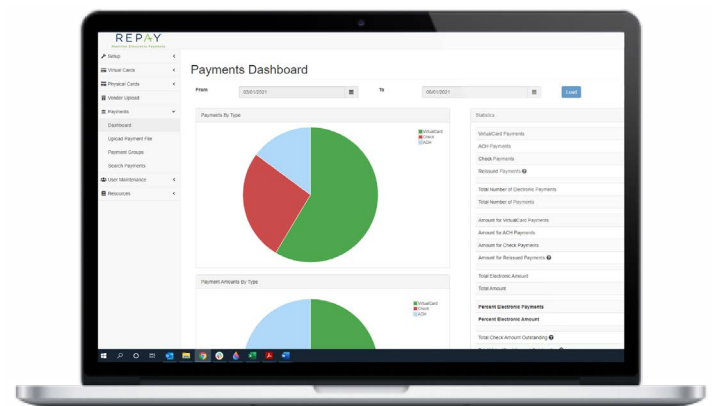 REPAY
Realtime Electronic Payments
Setup
Virtual Cards
Physical Cards
Vendor Upload
Payments
Dashboard
Upload Payment File
Payment Groups
Search Payments
User Maintenance
Resources
Payments Dashboard
From
05/01/2021
To
05/01/2021
Load
Payments By Type
VirtualCard
Check
ACH
Payment Amounts By Type
VirtualCard
Check
ACH
Statistics
VirtualCard Payments
ACH Payments
Check Payments
Reissued Payments
Total Number of Electronic Payments
Total Number of Payments
Amount for VirtualCard Payments
Amount for ACH Payments
Amount for Check Payments
Amount for Reissued Payments
Total Electronic Amount
Total Amount
Percent Electronic Payments
Percent Electronic Amount
Total Check Amount Outstanding